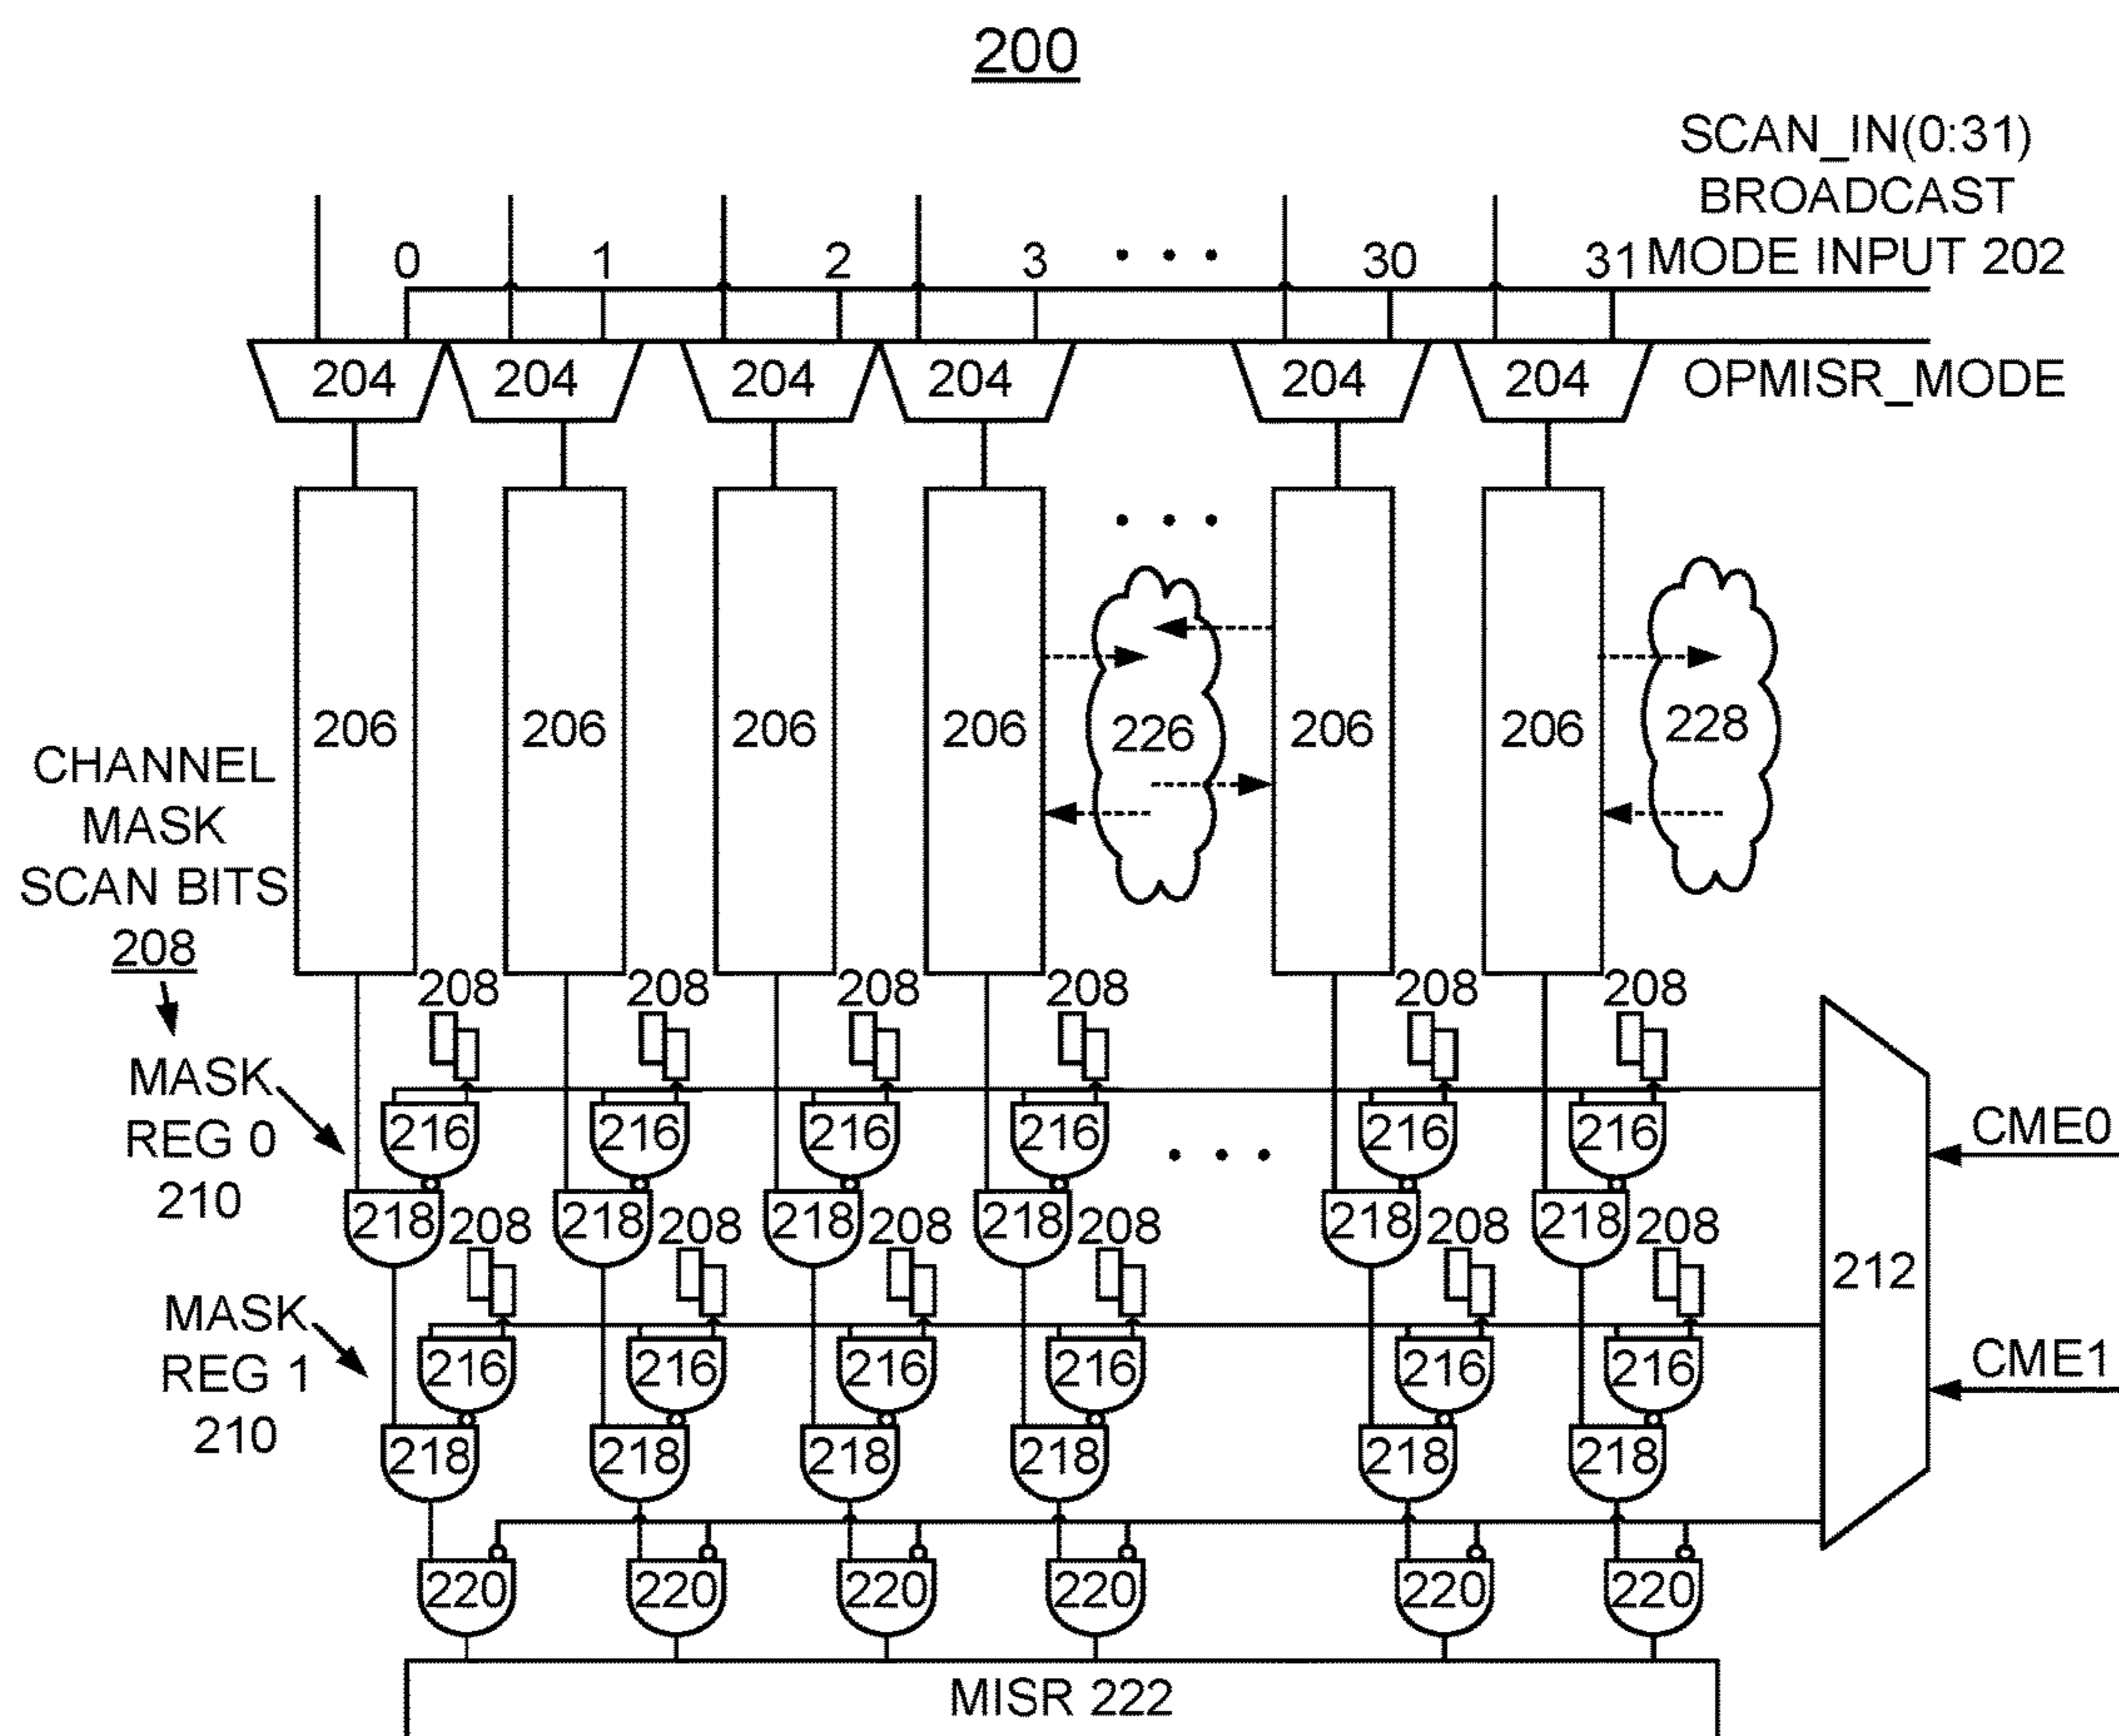 200
SCAN_IN(0:31)
BROADCAST
MODE INPUT 202
0 1 2 3 30 31
204 204 204 204 204 204 OPMISR_MODE
206 206 206 206 226 206 206 228
CHANNEL
MASK
SCAN BITS
208
208 208 208 208 208 208
MASK
REG 0
210
216 216 216 216 216 216
CME0
218 218 218 218 218 218
208 208 208 208 208 208
212
MASK
REG 1
210
216 216 216 216 216 216
CME1
218 218 218 218 218 218
220 220 220 220 220 220
MISR 222